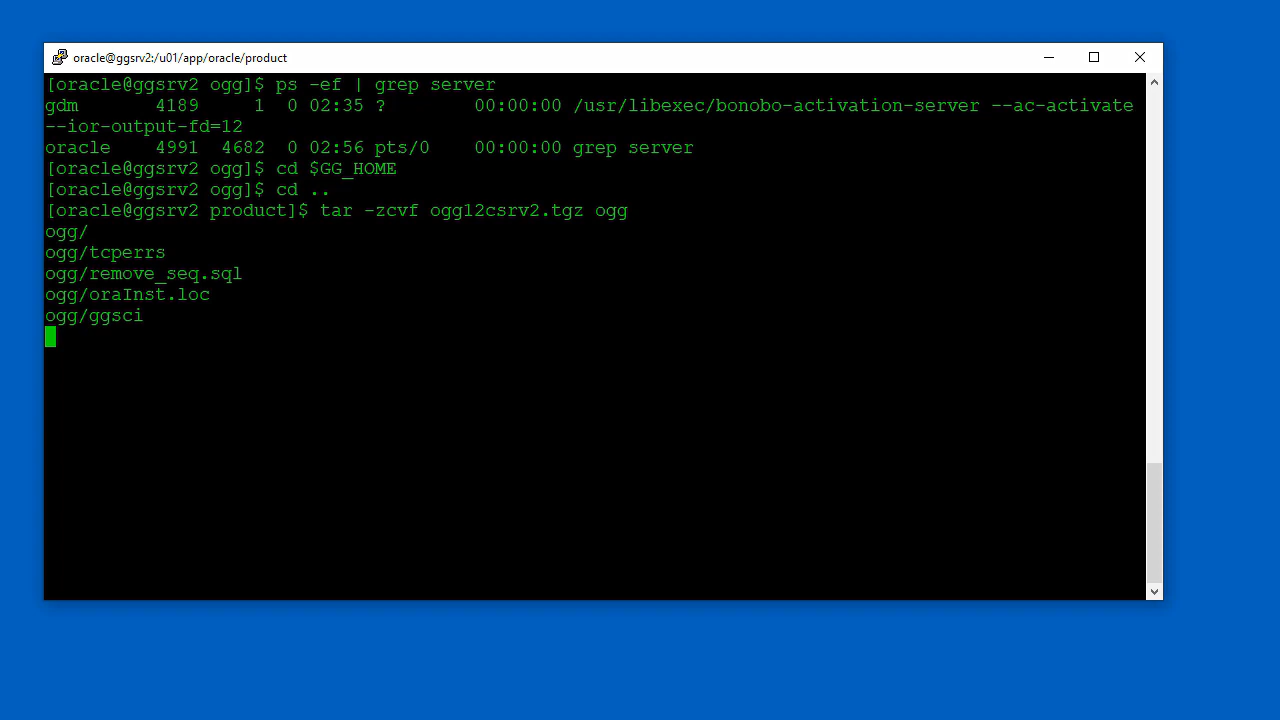 oracle@ggsrv2:/u01/app/oracle/product
[oracle@ggsrv2 ogg]$ ps -ef | grep server
gdm       4189     1  0 02:35 ?        00:00:00 /usr/libexec/bonobo-activation-server --ac-activate
--ior-output-fd=12
oracle    4991  4682  0 02:56 pts/0    00:00:00 grep server
[oracle@ggsrv2 ogg]$ cd $GG_HOME
[oracle@ggsrv2 ogg]$ cd ..
[oracle@ggsrv2 product]$ tar -zcvf ogg12csrv2.tgz ogg
ogg/
ogg/tcperrs
ogg/remove_seq.sql
ogg/oraInst.loc
ogg/ggsci